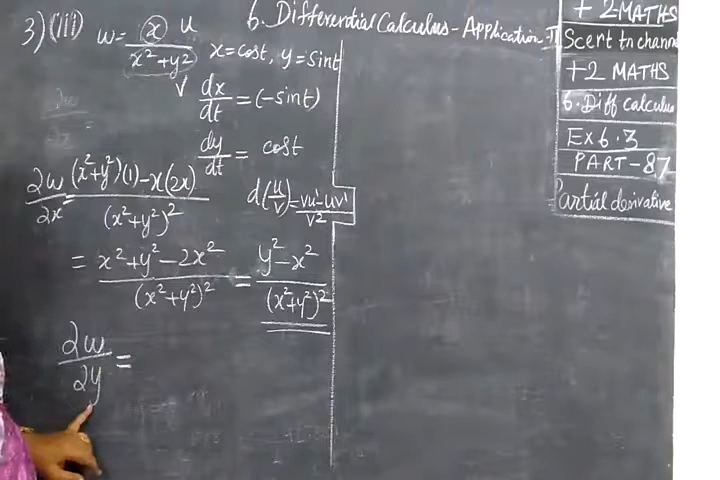 6. Differential Calculus - Application - II
3) (iii) w = x / x² + y² u v
x = cost, y = sint
dx/dt = (-sint)
dy/dt = cost
∂w/∂x = (x² + y²)(1) - x(2x) / (x² + y²)²
d(u/v) = vu' - uv' / v²
= x² + y² - 2x² / (x² + y²)² = y² - x² / (x² + y²)²
∂w/∂y =
+2 MATHS
Scert tn channe
+2 MATHS
6. Diff calculus
Ex 6.3
PART - 87
Partial derivative